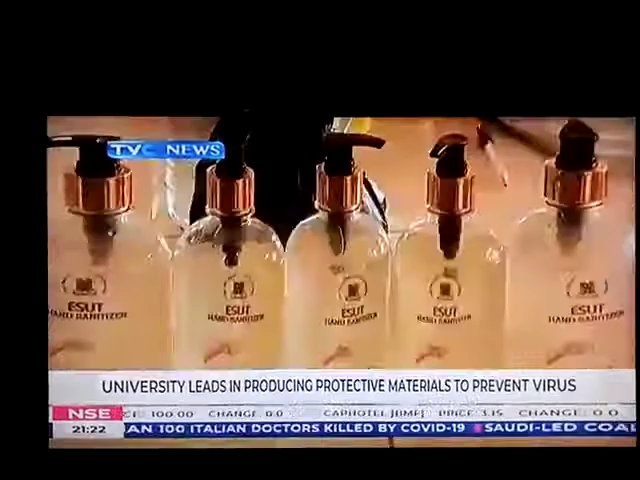 TVC NEWS
ESUT
HAND SANITIZER
ESUT
HAND SANITIZER
ESUT
HAND SANITIZER
ESUT
HAND SANITIZER
ESUT
HAND SANITIZER
UNIVERSITY LEADS IN PRODUCING PROTECTIVE MATERIALS TO PREVENT VIRUS
NSE CE: 100.00 CHANGE: 0.0 CAPHOTEL [BMF] PRICE: 3.15 CHANGE: 0.0
21:22 AN 100 ITALIAN DOCTORS KILLED BY COVID-19 SAUDI-LED COAL